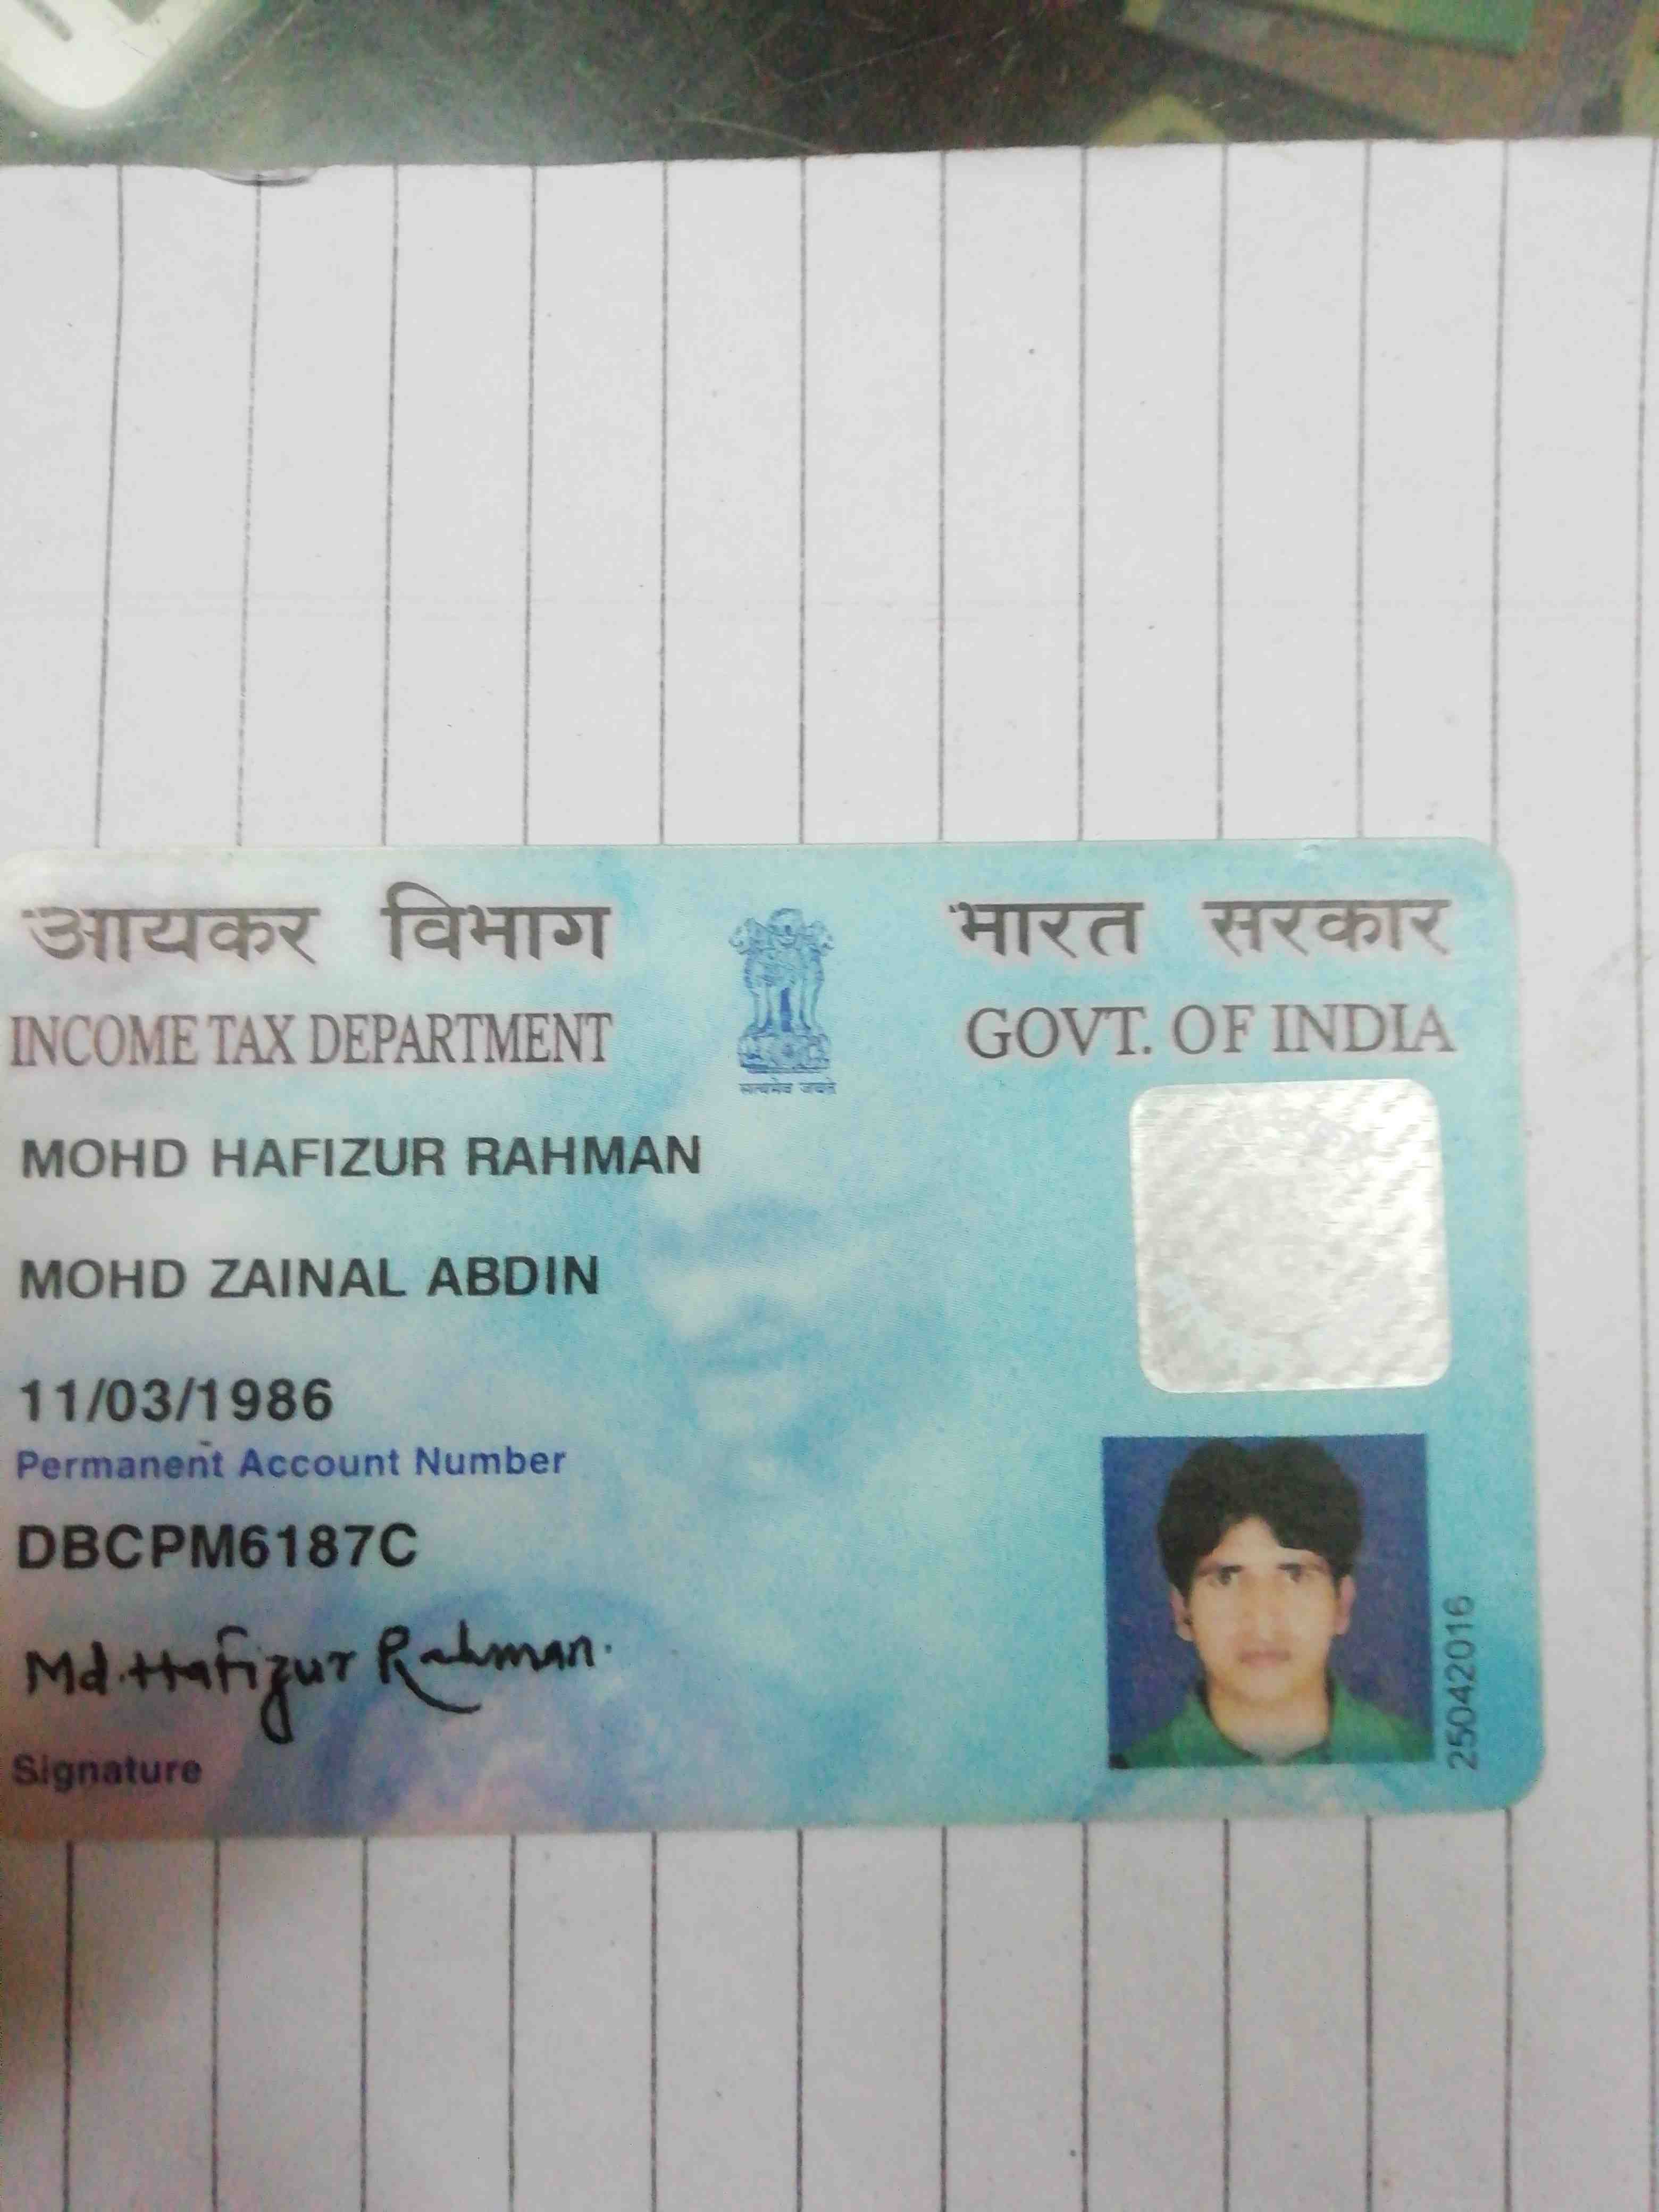 आयकर विभाग
INCOME TAX DEPARTMENT
सत्यमेव जयते
भारत सरकार
GOVT. OF INDIA
MOHD HAFIZUR RAHMAN
MOHD ZAINAL ABDIN
11/03/1986
Permanent Account Number
DBCPM6187C
Md. Hafizur Rahman.
Signature
25042016